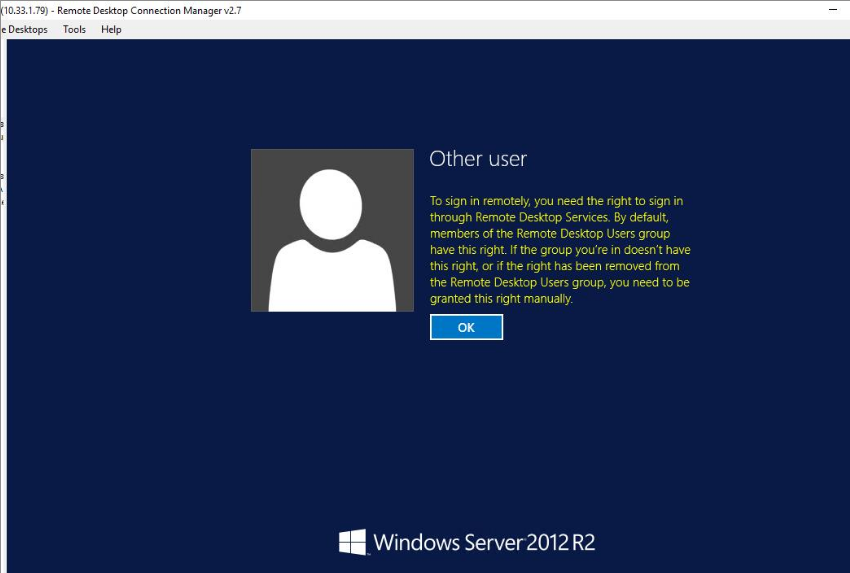 (10.33.1.79) - Remote Desktop Connection Manager v2.7
e Desktops Tools Help
Other user
To sign in remotely, you need the right to sign in
through Remote Desktop Services. By default,
members of the Remote Desktop Users group
have this right. If the group you're in doesn't have
this right, or if the right has been removed from
the Remote Desktop Users group, you need to be
granted this right manually.
OK
Windows Server 2012 R2